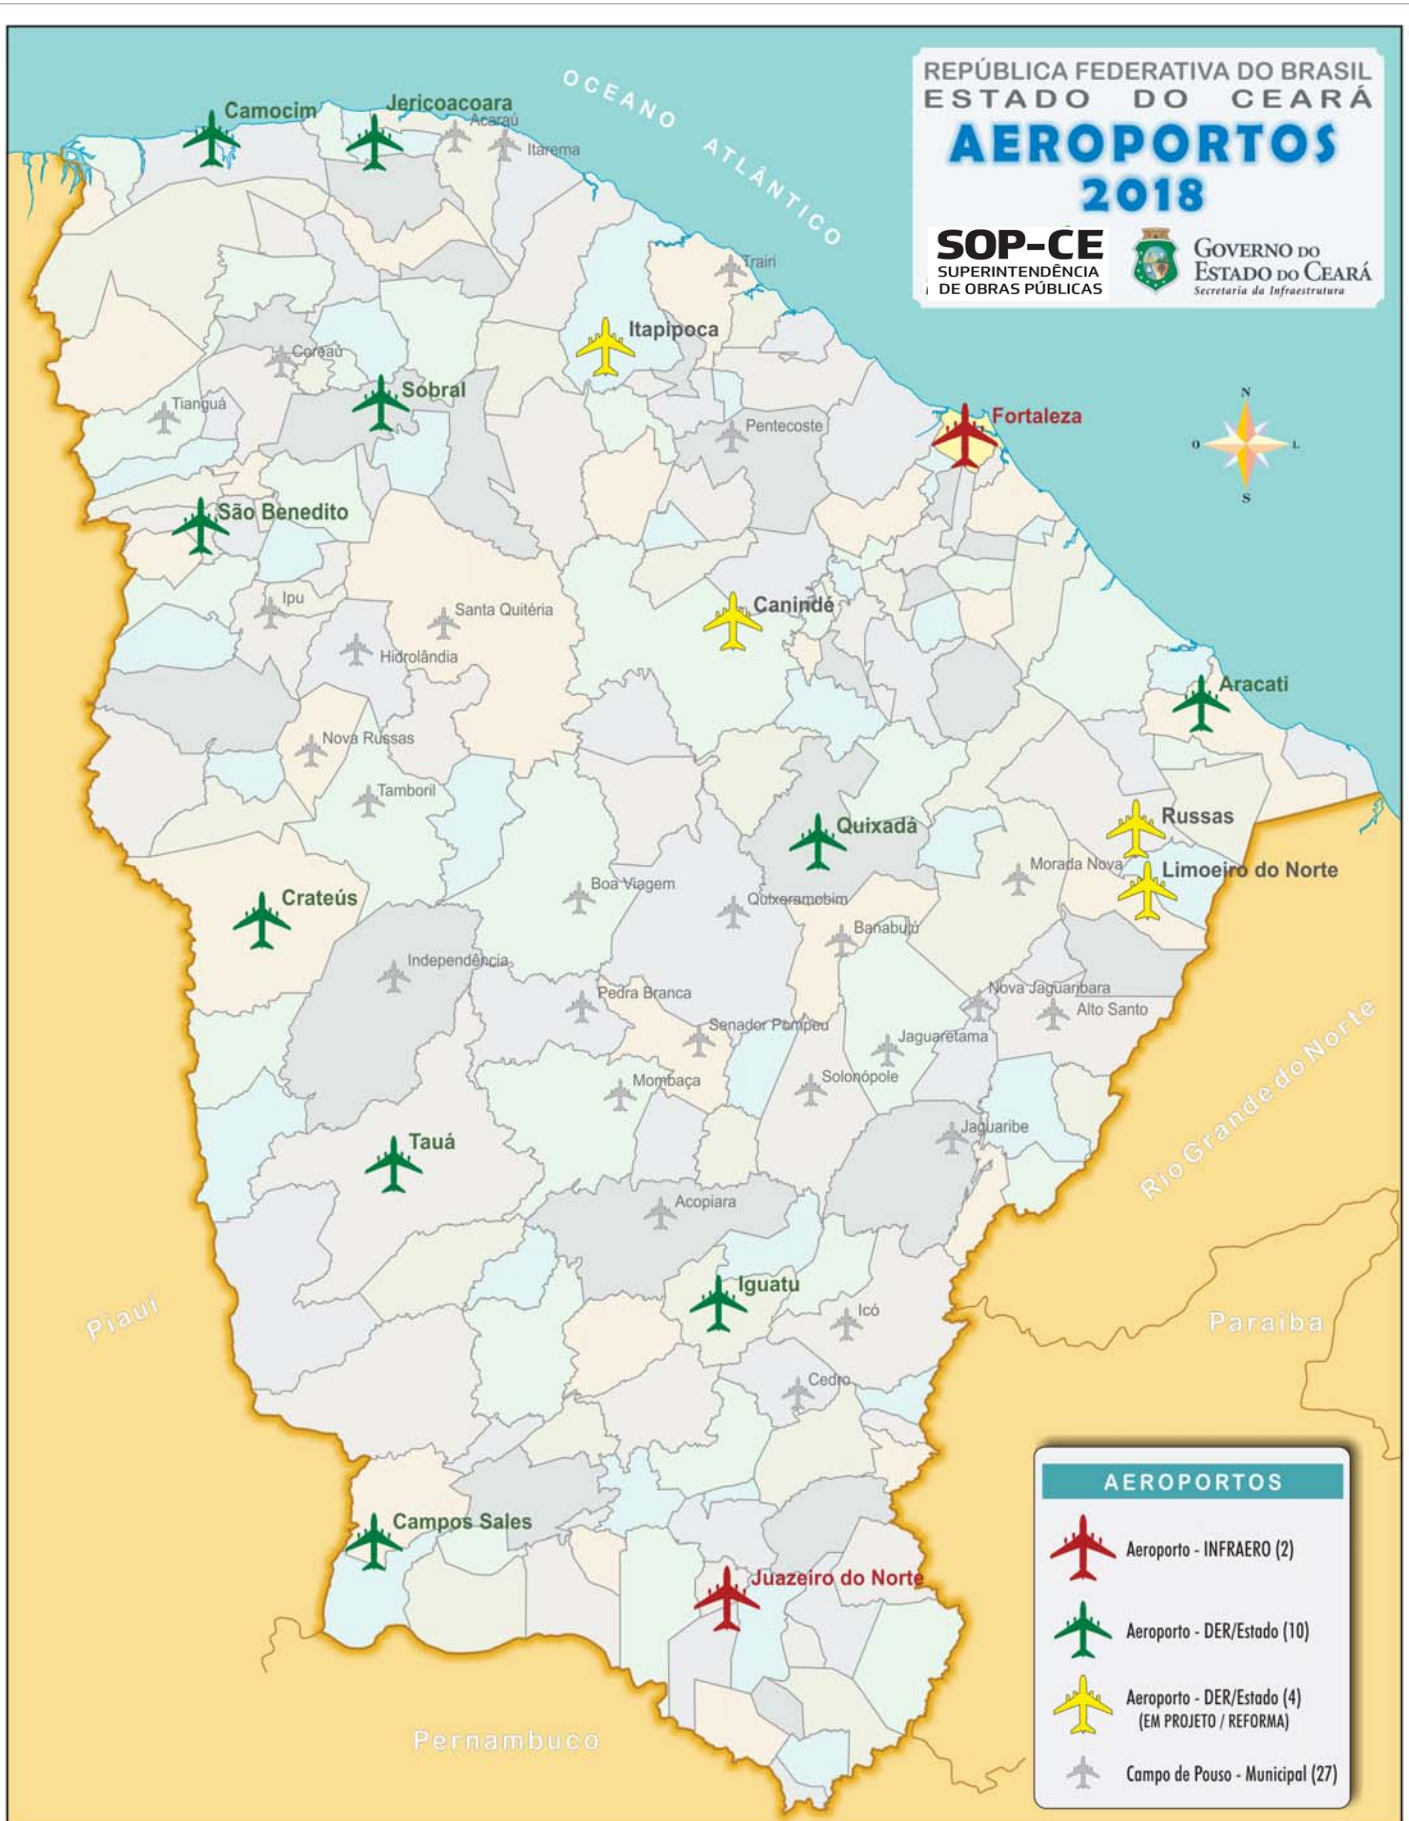 REPÚBLICA FEDERATIVA DO BRASIL
ESTADO DO CEARÁ
AEROPORTOS
2018
SOP-CE
SUPERINTENDÊNCIA
DE OBRAS PÚBLICAS
GOVERNO DO
ESTADO DO CEARÁ
Secretaria da Infraestrutura
OCEANO ATLÂNTICO
Camocim
Jericoacoara
Acaraú
Itarema
Trairi
Itapipoca
Coreaú
Sobral
Tianguá
Pentecoste
Fortaleza
N
O
L
S
São Benedito
Ipu
Santa Quitéria
Canindé
Hidrolândia
Aracati
Nova Russas
Tamboril
Quixadá
Russas
Morada Nova
Limoeiro do Norte
Crateús
Boa Viagem
Quixeramobim
Banabuiú
Independência
Pedra Branca
Nova Jaguaribara
Alto Santo
Senador Pompeu
Jaguaretama
Mombaça
Solonópole
Rio Grande do Norte
Jaguaribe
Tauá
Acopiara
Iguatu
Icó
Piauí
Paraíba
Cedro
Campos Sales
Juazeiro do Norte
Pernambuco
AEROPORTOS
Aeroporto - INFRAERO (2)
Aeroporto - DER/Estado (10)
Aeroporto - DER/Estado (4)
(EM PROJETO / REFORMA)
Campo de Pouso - Municipal (27)